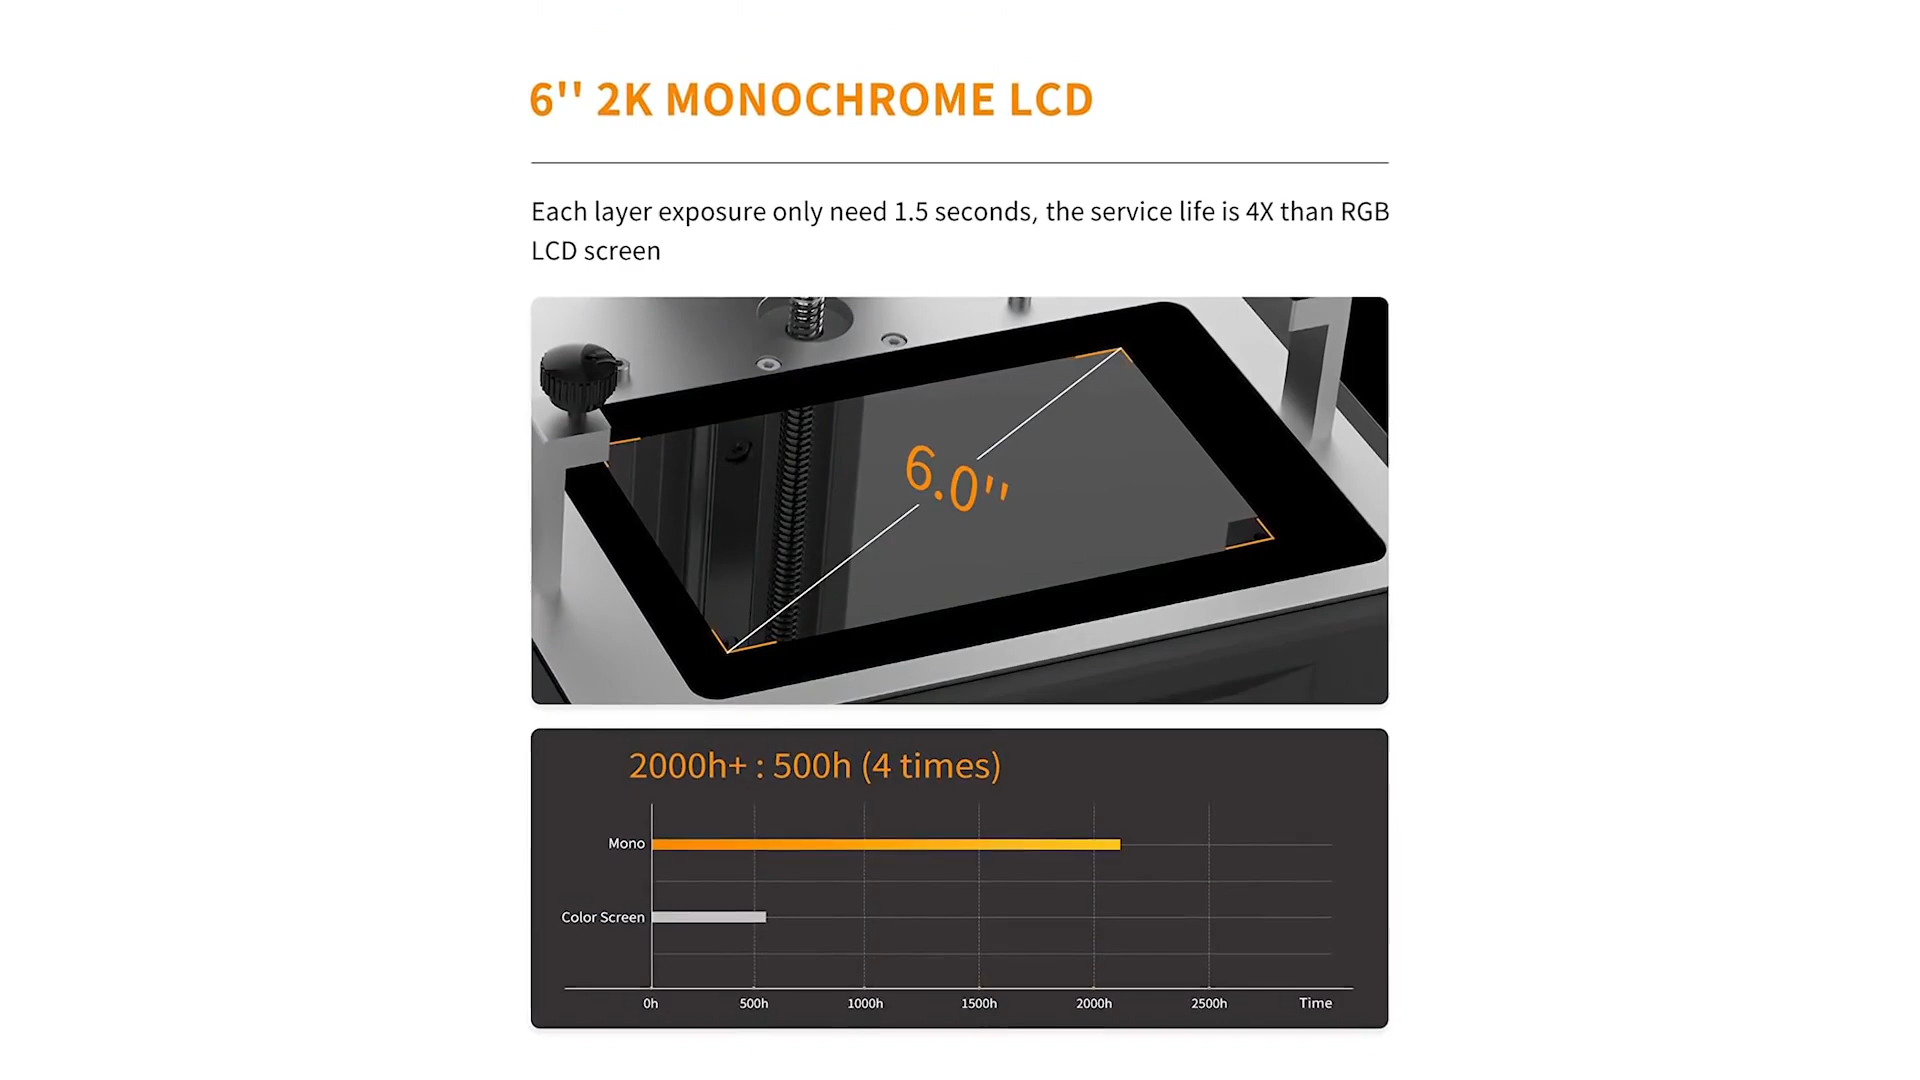 6'' 2K MONOCHROME LCD
Each layer exposure only need 1.5 seconds, the service life is 4X than RGB
LCD screen
6.0''
2000h+ : 500h (4 times)
Mono
Color Screen
0h 500h 1000h 1500h 2000h 2500h Time